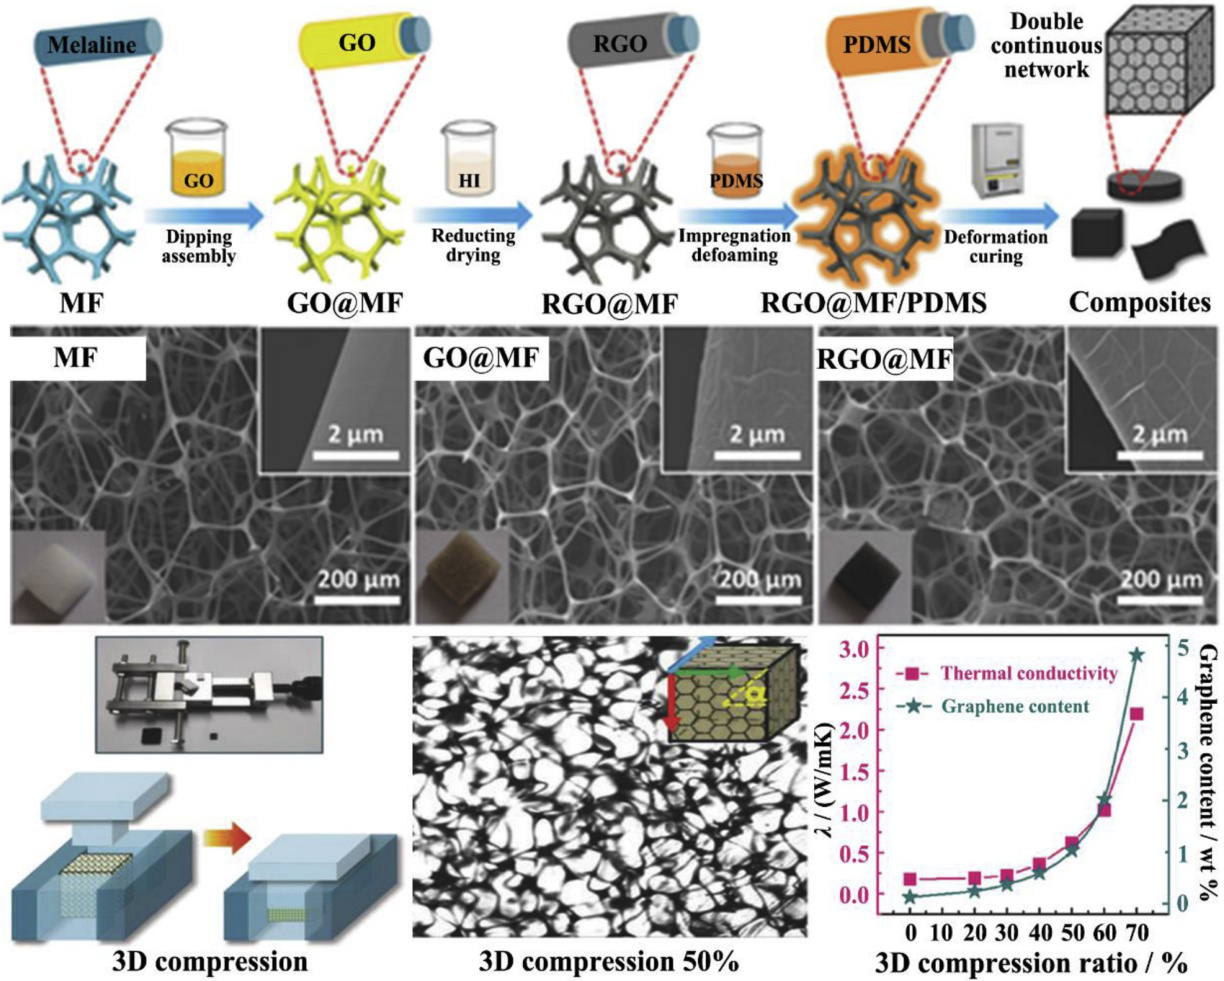 Melaline
GO
RGO
PDMS
Double
continuous
network
GO
HI
PDMS
Dipping
assembly
Reducting
drying
Impregnation
defoaming
Deformation
curing
MF
GO@MF
RGO@MF
RGO@MF/PDMS
Composites
MF
2 μm
200 μm
GO@MF
2 μm
200 μm
RGO@MF
2 μm
200 μm
3D compression
α
3D compression 50%
Thermal conductivity
Graphene content
λ / (W/mK)
3.0
2.5
2.0
1.5
1.0
0.5
0.0
Graphene content / wt %
5
4
3
2
1
0
0 10 20 30 40 50 60 70
3D compression ratio / %